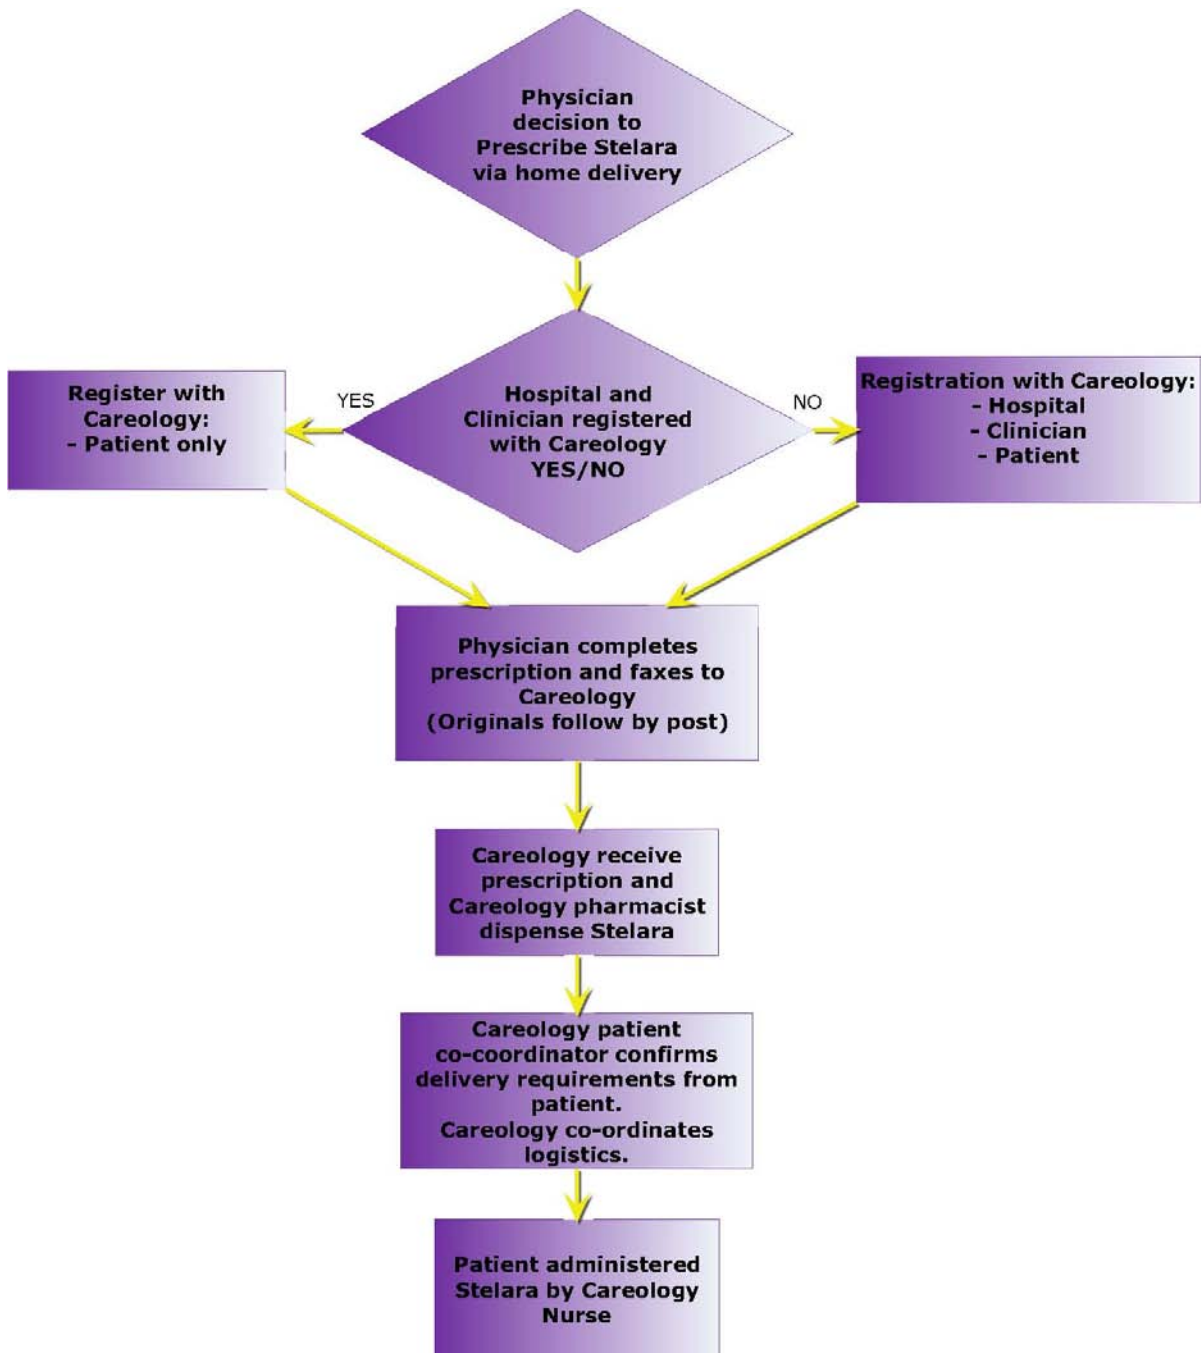 Physician
decision to
Prescribe Stelara
via home delivery
Register with
Careology:
- Patient only
YES
Hospital and
Clinician registered
with Careology
YES/NO
NO
Registration with Careology:
- Hospital
- Clinician
- Patient
Physician completes
prescription and faxes to
Careology
(Originals follow by post)
Careology receive
prescription and
Careology pharmacist
dispense Stelara
Careology patient
co-coordinator confirms
delivery requirements from
patient.
Careology co-ordinates
logistics.
Patient administered
Stelara by Careology
Nurse